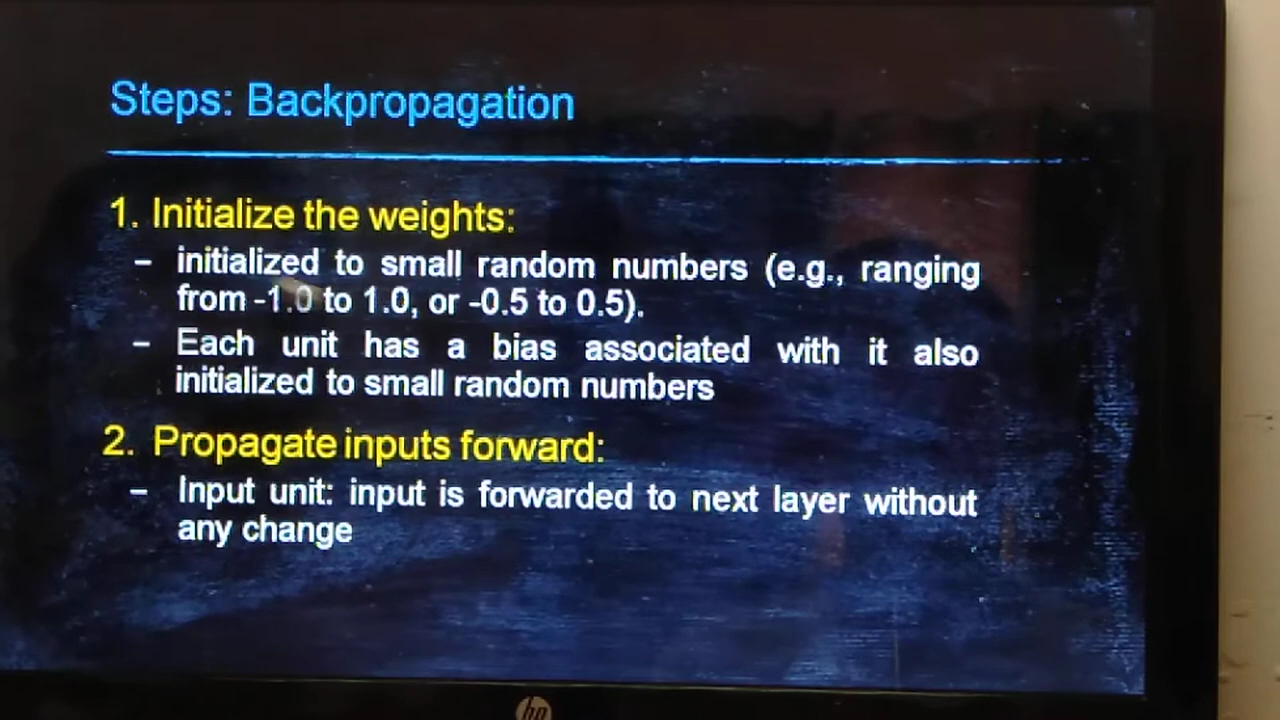 Steps: Backpropagation
1. Initialize the weights:
– initialized to small random numbers (e.g., ranging
from -1.0 to 1.0, or -0.5 to 0.5).
– Each unit has a bias associated with it also
initialized to small random numbers
2. Propagate inputs forward:
– Input unit: input is forwarded to next layer without
any change
hp